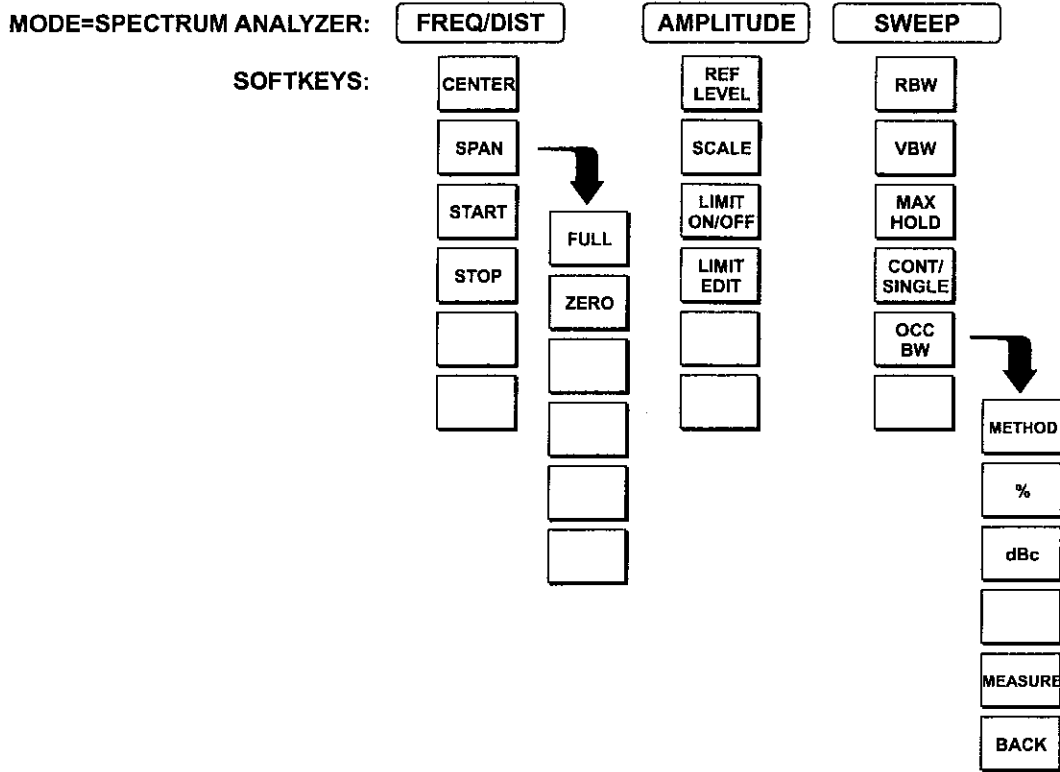 MODE=SPECTRUM ANALYZER:
FREQ/DIST
AMPLITUDE
SWEEP
SOFTKEYS:
CENTER
SPAN
START
STOP
FULL
ZERO
REF
LEVEL
SCALE
LIMIT
ON/OFF
LIMIT
EDIT
RBW
VBW
MAX
HOLD
CONT/
SINGLE
OCC
BW
METHOD
%
dBc
MEASURE
BACK